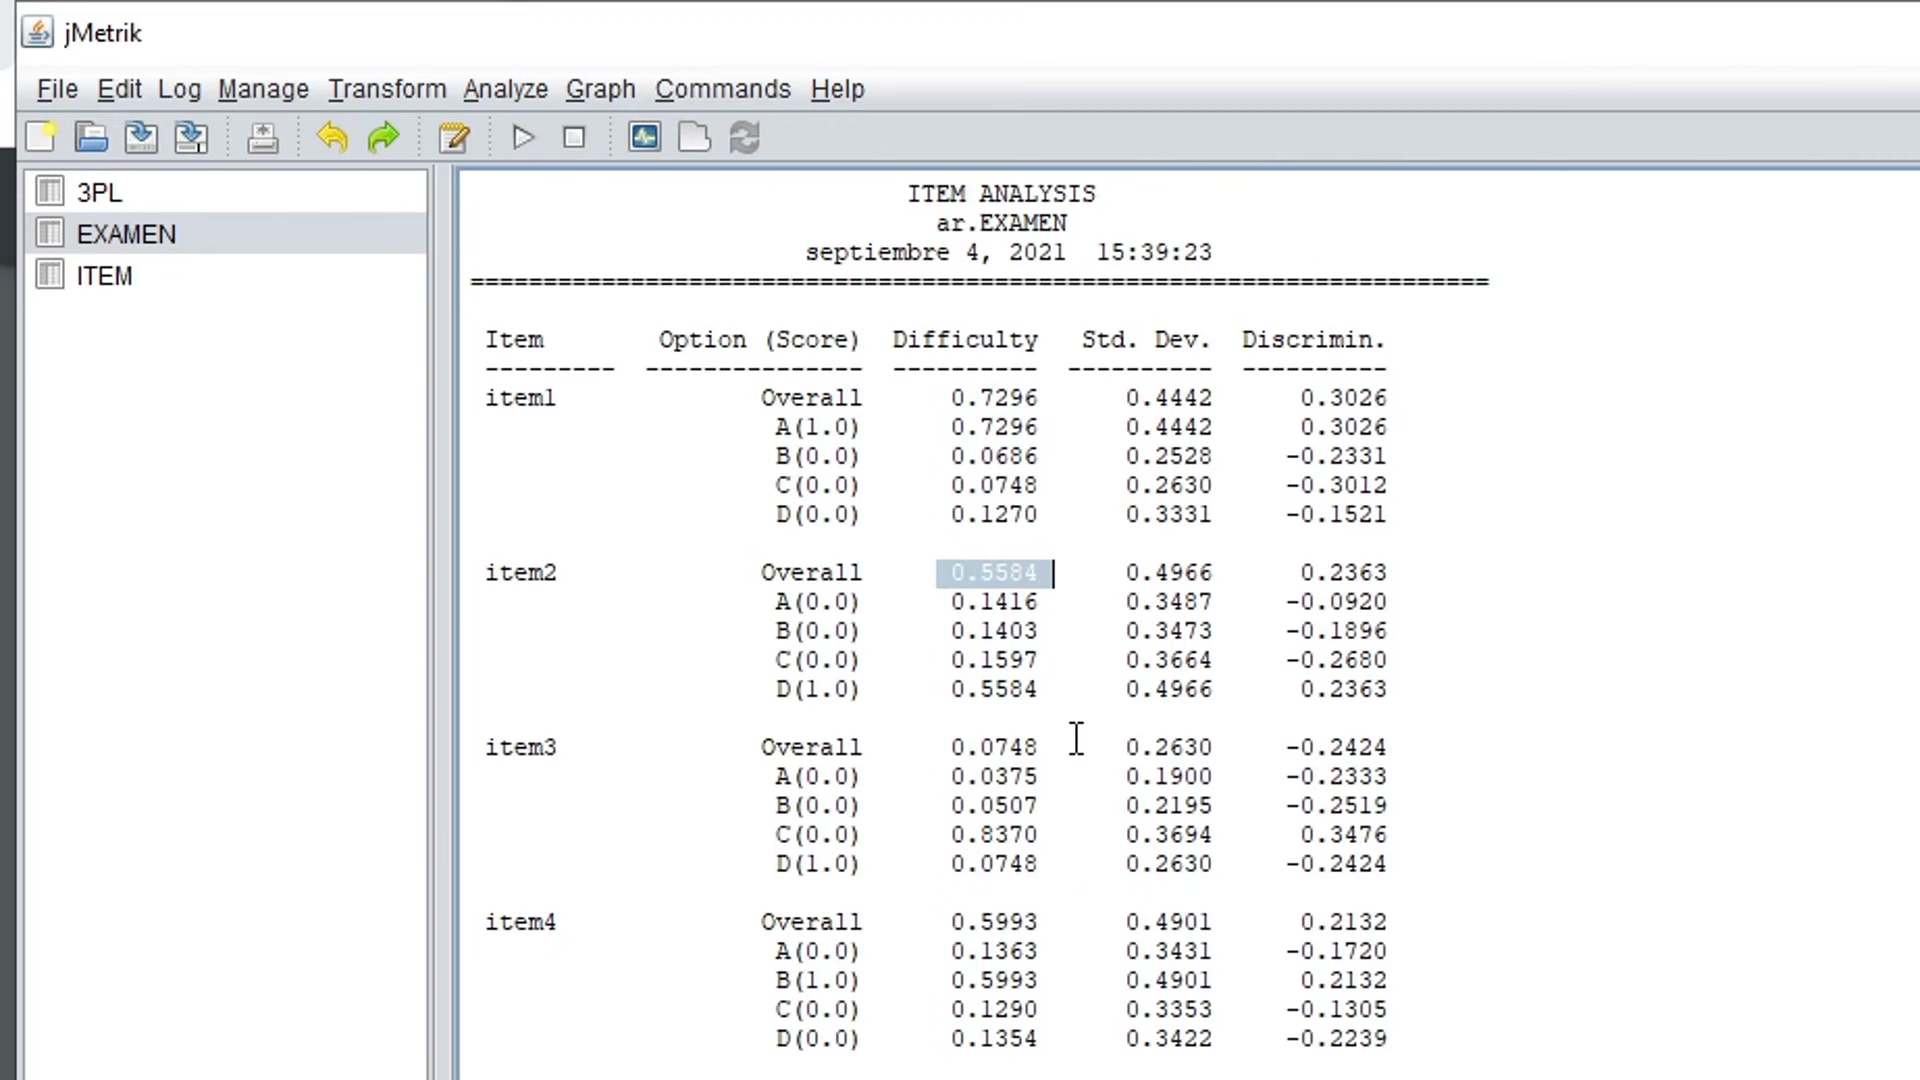 jMetrik
File Edit Log Manage Transform Analyze Graph Commands Help
3PL
EXAMEN
ITEM
ITEM ANALYSIS
ar.EXAMEN
septiembre 4, 2021 15:39:23
======================================================================
Item Option (Score) Difficulty Std. Dev. Discrimin.
--------- --------------- ---------- ---------- ----------
item1 Overall 0.7296 0.4442 0.3026
A(1.0) 0.7296 0.4442 0.3026
B(0.0) 0.0686 0.2528 -0.2331
C(0.0) 0.0748 0.2630 -0.3012
D(0.0) 0.1270 0.3331 -0.1521
item2 Overall 0.5584 0.4966 0.2363
A(0.0) 0.1416 0.3487 -0.0920
B(0.0) 0.1403 0.3473 -0.1896
C(0.0) 0.1597 0.3664 -0.2680
D(1.0) 0.5584 0.4966 0.2363
item3 Overall 0.0748 0.2630 -0.2424
A(0.0) 0.0375 0.1900 -0.2333
B(0.0) 0.0507 0.2195 -0.2519
C(0.0) 0.8370 0.3694 0.3476
D(1.0) 0.0748 0.2630 -0.2424
item4 Overall 0.5993 0.4901 0.2132
A(0.0) 0.1363 0.3431 -0.1720
B(1.0) 0.5993 0.4901 0.2132
C(0.0) 0.1290 0.3353 -0.1305
D(0.0) 0.1354 0.3422 -0.2239